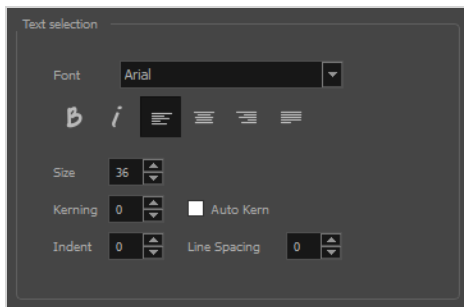 Text selection
Font Arial
B i
Size 36
Kerning 0 Auto Kern
Indent 0 Line Spacing 0